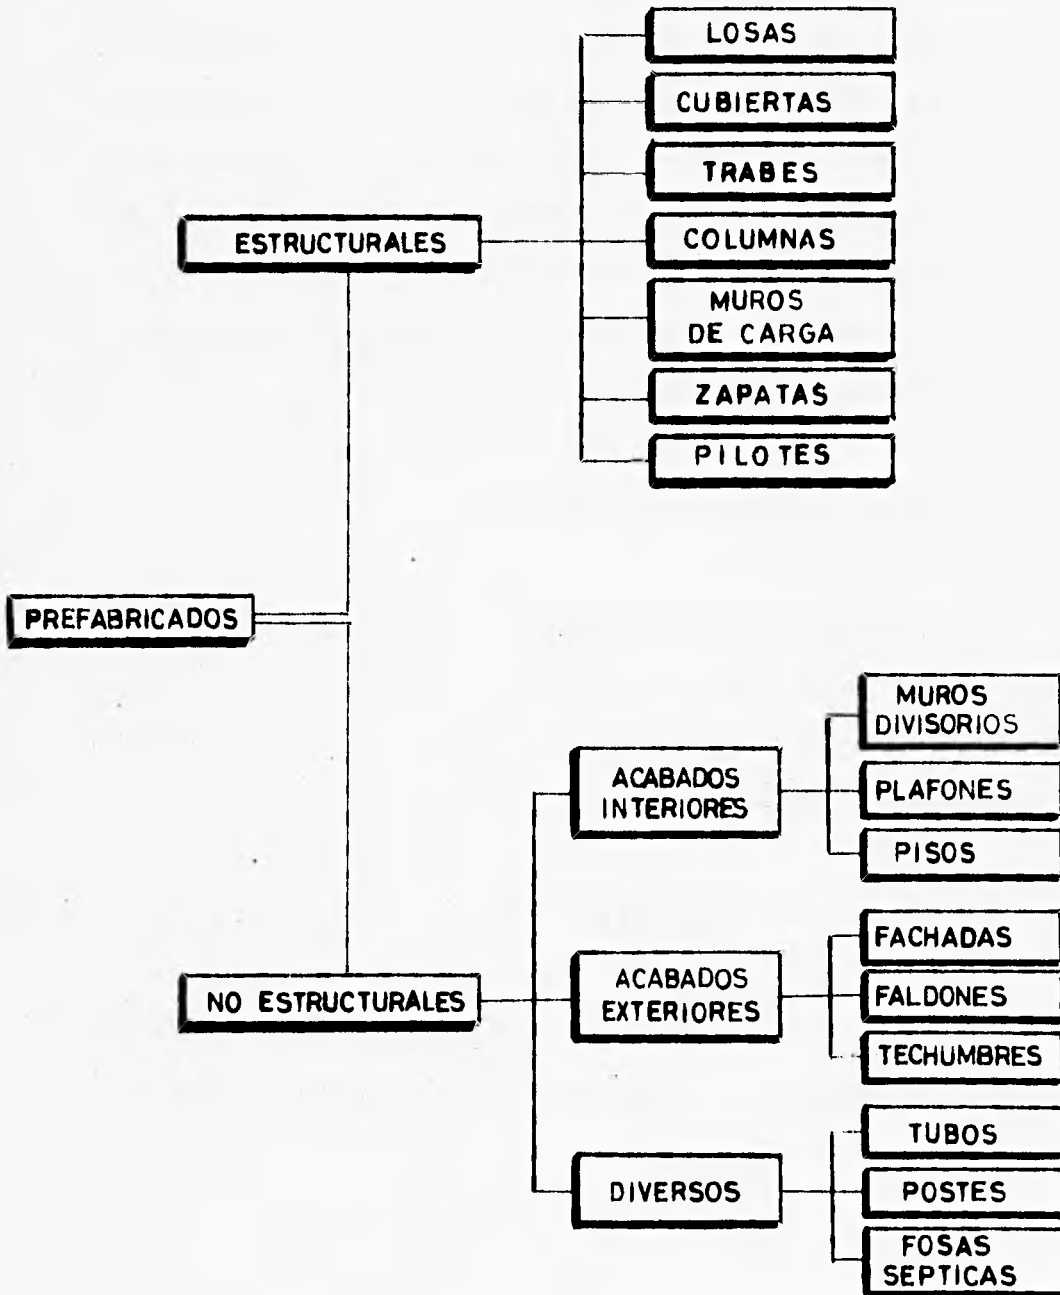 LOSAS
CUBIERTAS
TRABES
ESTRUCTURALES
COLUMNAS
MUROS
DE CARGA
ZAPATAS
PILOTES
PREFABRICADOS
MUROS
DIVISORIOS
ACABADOS
INTERIORES
PLAFONES
PISOS
NO ESTRUCTURALES
ACABADOS
EXTERIORES
FACHADAS
FALDONES
TECHUMBRES
DIVERSOS
TUBOS
POSTES
FOSAS
SEPTICAS